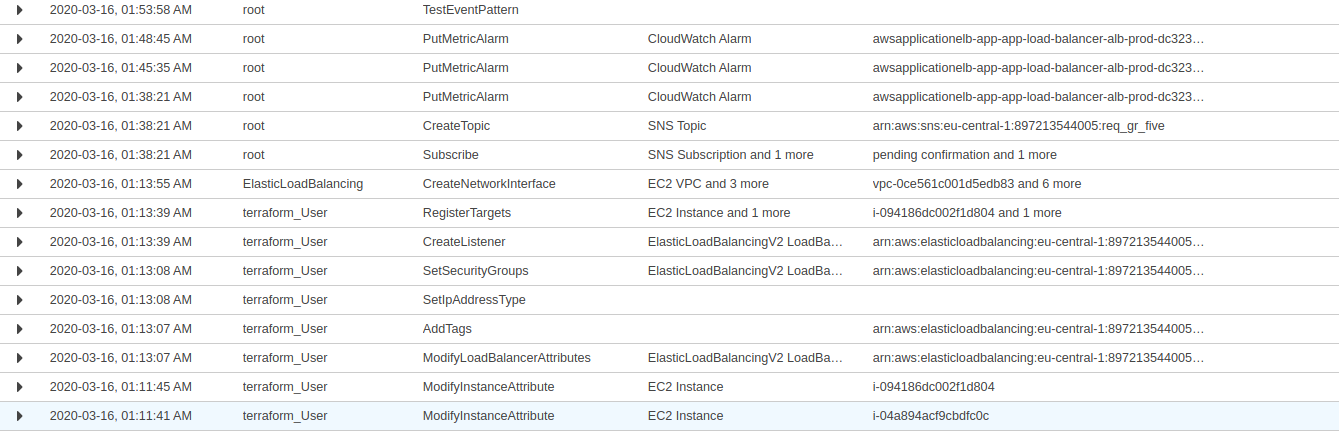 2020-03-16, 01:53:58 AM root TestEventPattern
2020-03-16, 01:48:45 AM root PutMetricAlarm CloudWatch Alarm awsapplicationelb-app-app-load-balancer-alb-prod-dc323…
2020-03-16, 01:45:35 AM root PutMetricAlarm CloudWatch Alarm awsapplicationelb-app-app-load-balancer-alb-prod-dc323…
2020-03-16, 01:38:21 AM root PutMetricAlarm CloudWatch Alarm awsapplicationelb-app-app-load-balancer-alb-prod-dc323…
2020-03-16, 01:38:21 AM root CreateTopic SNS Topic arn:aws:sns:eu-central-1:897213544005:req_gr_five
2020-03-16, 01:38:21 AM root Subscribe SNS Subscription and 1 more pending confirmation and 1 more
2020-03-16, 01:13:55 AM ElasticLoadBalancing CreateNetworkInterface EC2 VPC and 3 more vpc-0ce561c001d5edb83 and 6 more
2020-03-16, 01:13:39 AM terraform_User RegisterTargets EC2 Instance and 1 more i-094186dc002f1d804 and 1 more
2020-03-16, 01:13:39 AM terraform_User CreateListener ElasticLoadBalancingV2 LoadBa… arn:aws:elasticloadbalancing:eu-central-1:897213544005…
2020-03-16, 01:13:08 AM terraform_User SetSecurityGroups ElasticLoadBalancingV2 LoadBa… arn:aws:elasticloadbalancing:eu-central-1:897213544005…
2020-03-16, 01:13:08 AM terraform_User SetIpAddressType
2020-03-16, 01:13:07 AM terraform_User AddTags arn:aws:elasticloadbalancing:eu-central-1:897213544005…
2020-03-16, 01:13:07 AM terraform_User ModifyLoadBalancerAttributes ElasticLoadBalancingV2 LoadBa… arn:aws:elasticloadbalancing:eu-central-1:897213544005…
2020-03-16, 01:11:45 AM terraform_User ModifyInstanceAttribute EC2 Instance i-094186dc002f1d804
2020-03-16, 01:11:41 AM terraform_User ModifyInstanceAttribute EC2 Instance i-04a894acf9cbdfc0c